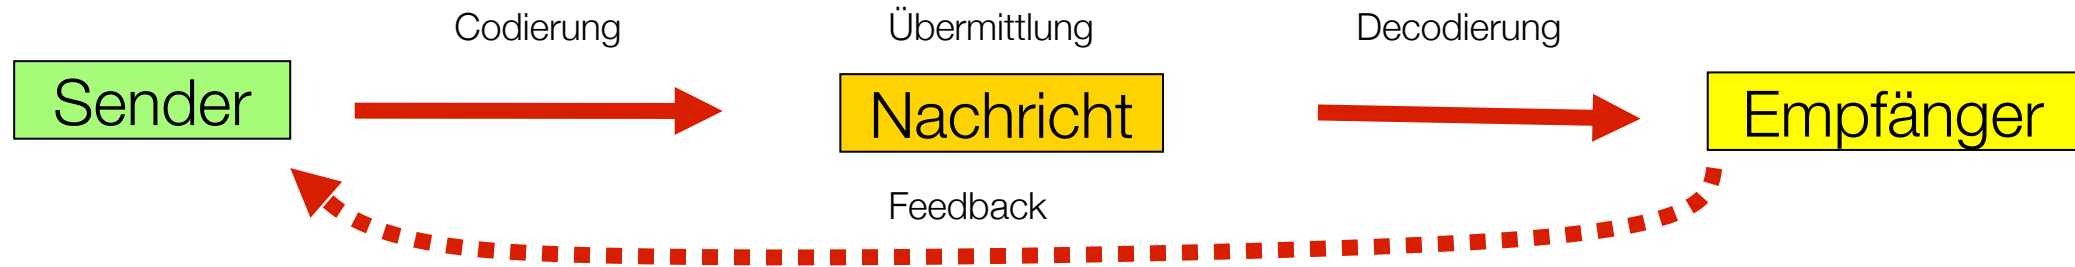 Codierung
Übermittlung
Decodierung
Sender
Nachricht
Empfänger
Feedback